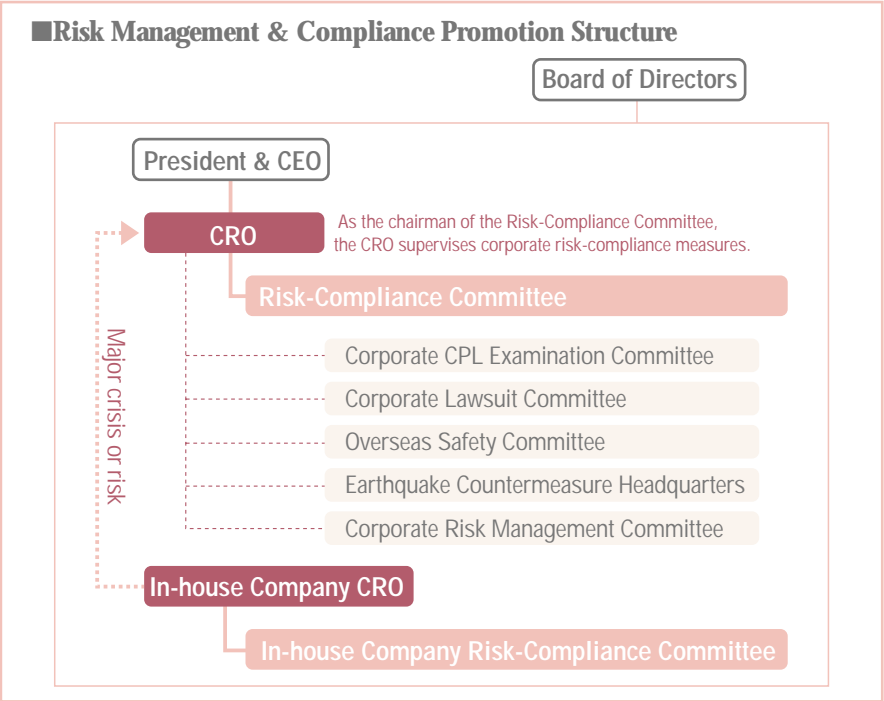 ■Risk Management & Compliance Promotion Structure
Board of Directors
President & CEO
CRO
As the chairman of the Risk-Compliance Committee,
the CRO supervises corporate risk-compliance measures.
Risk-Compliance Committee
Major crisis or risk
Corporate CPL Examination Committee
Corporate Lawsuit Committee
Overseas Safety Committee
Earthquake Countermeasure Headquarters
Corporate Risk Management Committee
In-house Company CRO
In-house Company Risk-Compliance Committee